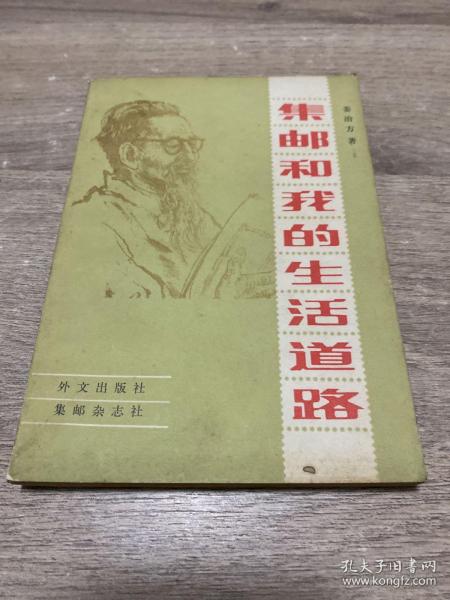 集邮和我的生活道路
姜治方著
外文出版社
集邮杂志社
孔夫子旧书网
www.kongfz.com